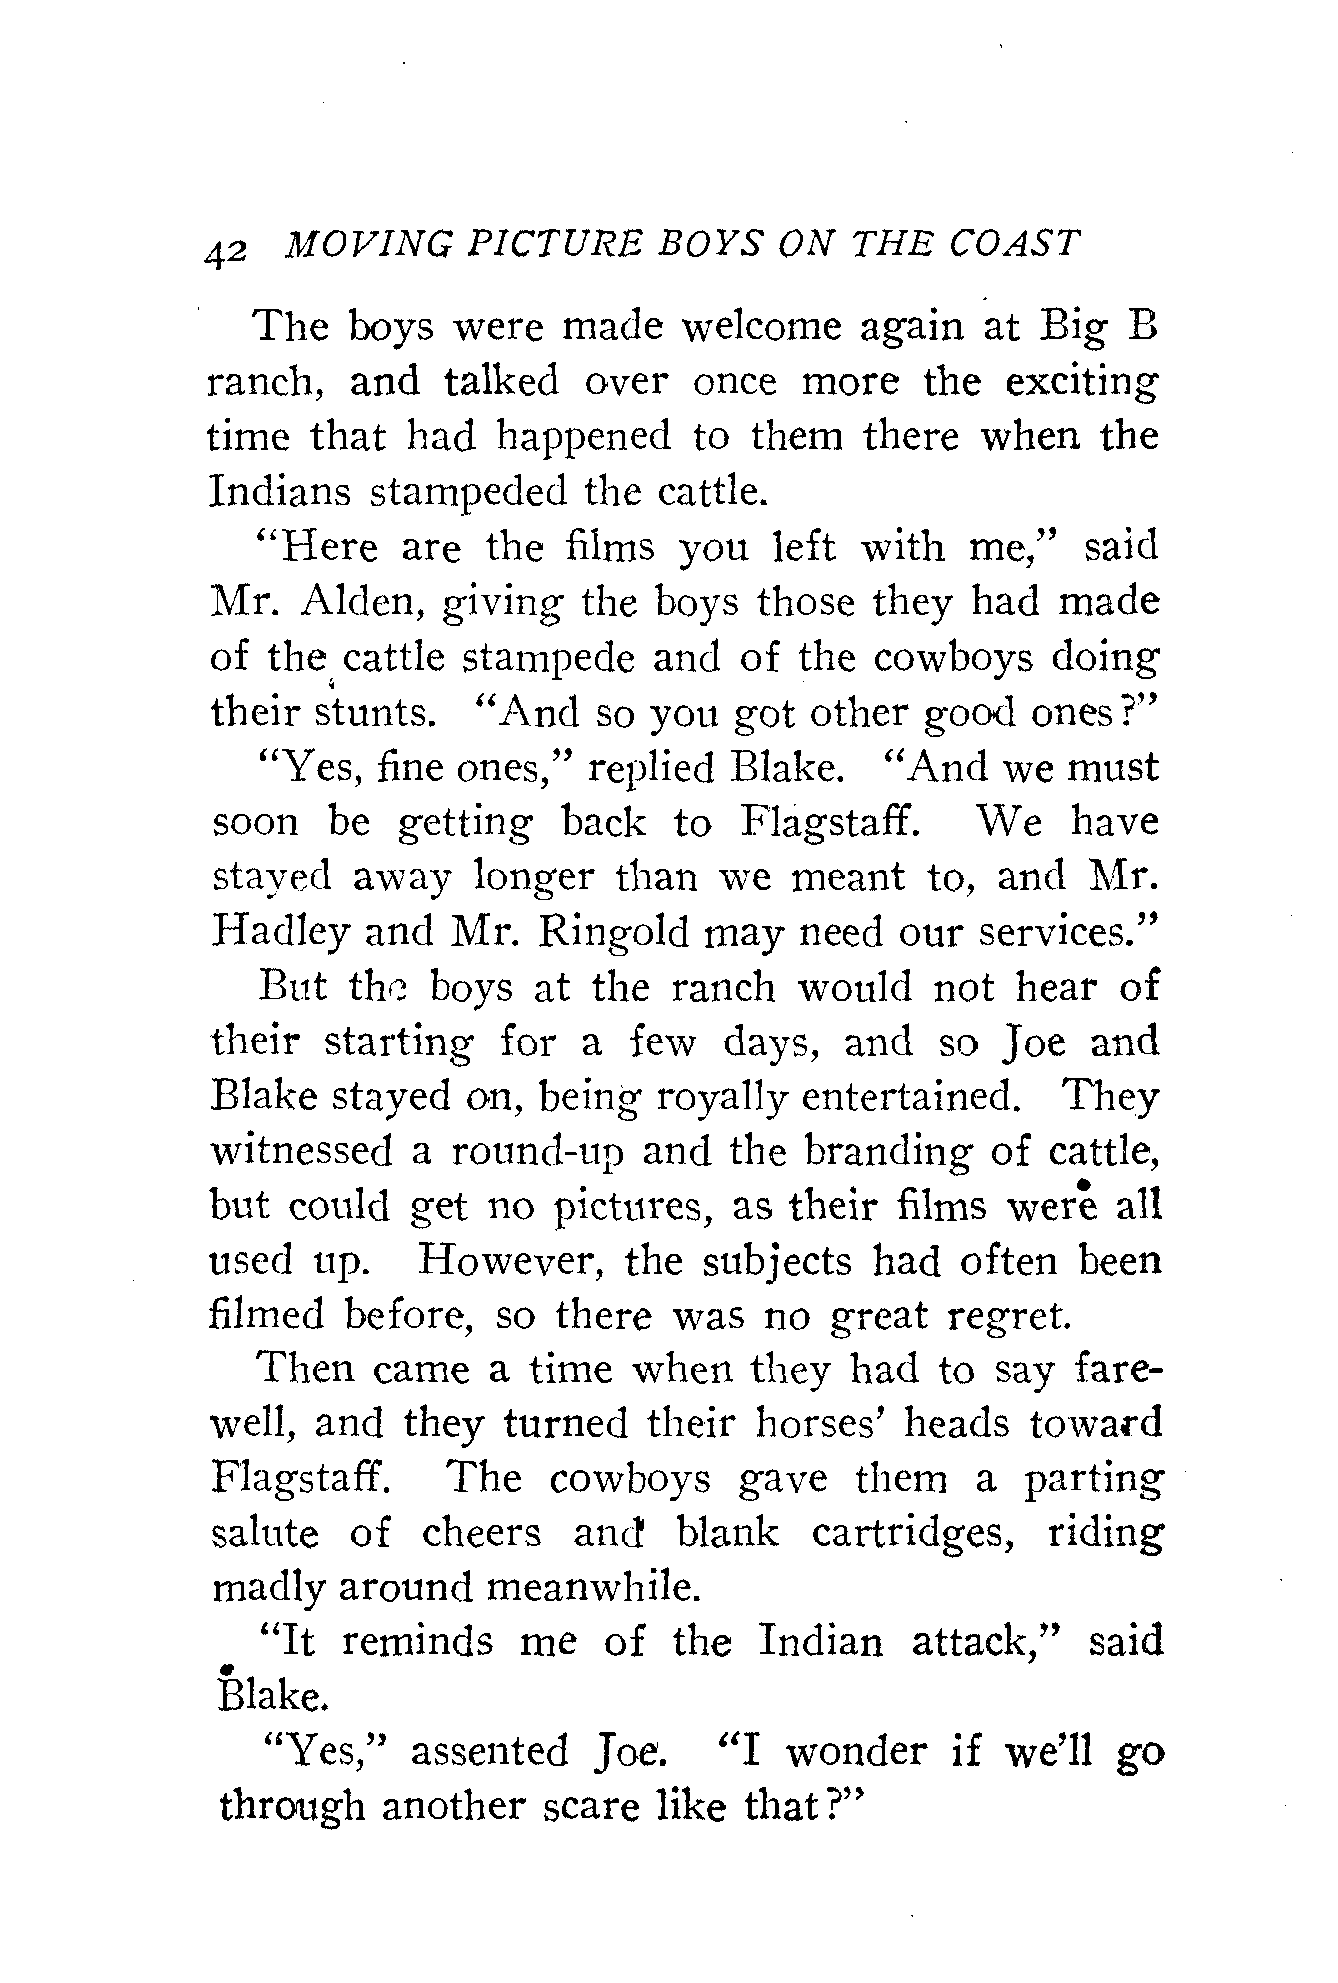 42 MOVING PICTURE BOYS ON THE COAST
The boys were made welcome again at Big B
ranch, and talked over once more the exciting
time that had happened to them there when the
Indians stampeded the cattle.
“Here are the films you left with me,” said
Mr. Alden, giving the boys those they had made
of the cattle stampede and of the cowboys doing
their stunts. “And so you got other good ones?”
“Yes, fine ones,” replied Blake. “And we must
soon be getting back to Flagstaff. We have
stayed away longer than we meant to, and Mr.
Hadley and Mr. Ringold may need our services.”
But the boys at the ranch would not hear of
their starting for a few days, and so Joe and
Blake stayed on, being royally entertained. They
witnessed a round-up and the branding of cattle,
but could get no pictures, as their films were all
used up. However, the subjects had often been
filmed before, so there was no great regret.
Then came a time when they had to say fare-
well, and they turned their horses’ heads toward
Flagstaff. The cowboys gave them a parting
salute of cheers and blank cartridges, riding
madly around meanwhile.
“It reminds me of the Indian attack,” said
Blake.
“Yes,” assented Joe. “I wonder if we’ll go
through another scare like that?”